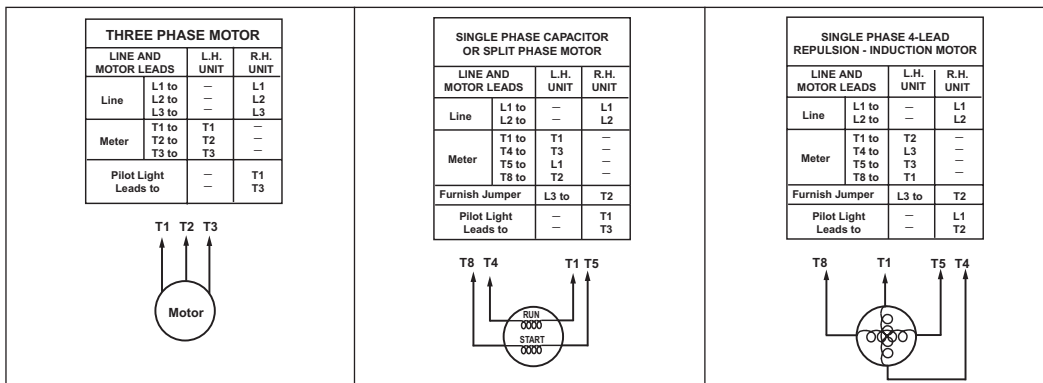 THREE PHASE MOTOR
LINE AND MOTOR LEADS L.H. UNIT R.H. UNIT
Line L1 to – L1
L2 to – L2
L3 to – L3
Meter T1 to T1 –
T2 to T2 –
T3 to T3 –
Pilot Light Leads to – T1
– T3
T1 T2 T3
Motor
SINGLE PHASE CAPACITOR
OR SPLIT PHASE MOTOR
LINE AND MOTOR LEADS L.H. UNIT R.H. UNIT
Line L1 to – L1
L2 to – L2
Meter T1 to T1 –
T4 to T3 –
T5 to L1 –
T8 to T2 –
Furnish Jumper L3 to T2
Pilot Light Leads to – T1
– T3
T8 T4 T1 T5
RUN
START
SINGLE PHASE 4-LEAD
REPULSION - INDUCTION MOTOR
LINE AND MOTOR LEADS L.H. UNIT R.H. UNIT
Line L1 to – L1
L2 to – L2
Meter T1 to T2 –
T4 to L3 –
T5 to T3 –
T8 to T1 –
Furnish Jumper L3 to T2
Pilot Light Leads to – L1
– T2
T8 T1 T5 T4